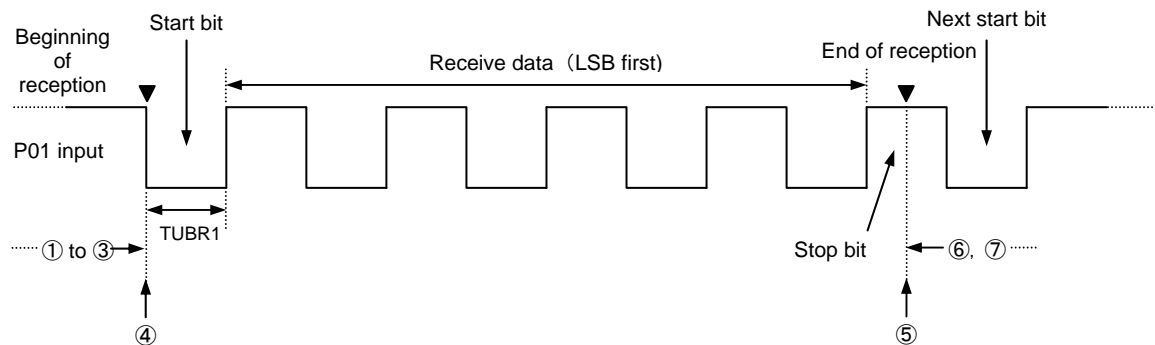 Beginning
of
reception
Start bit
Receive data（LSB first)
End of reception
Next start bit
P01 input
TUBR1
Stop bit
① to ③
⑥, ⑦
④
⑤